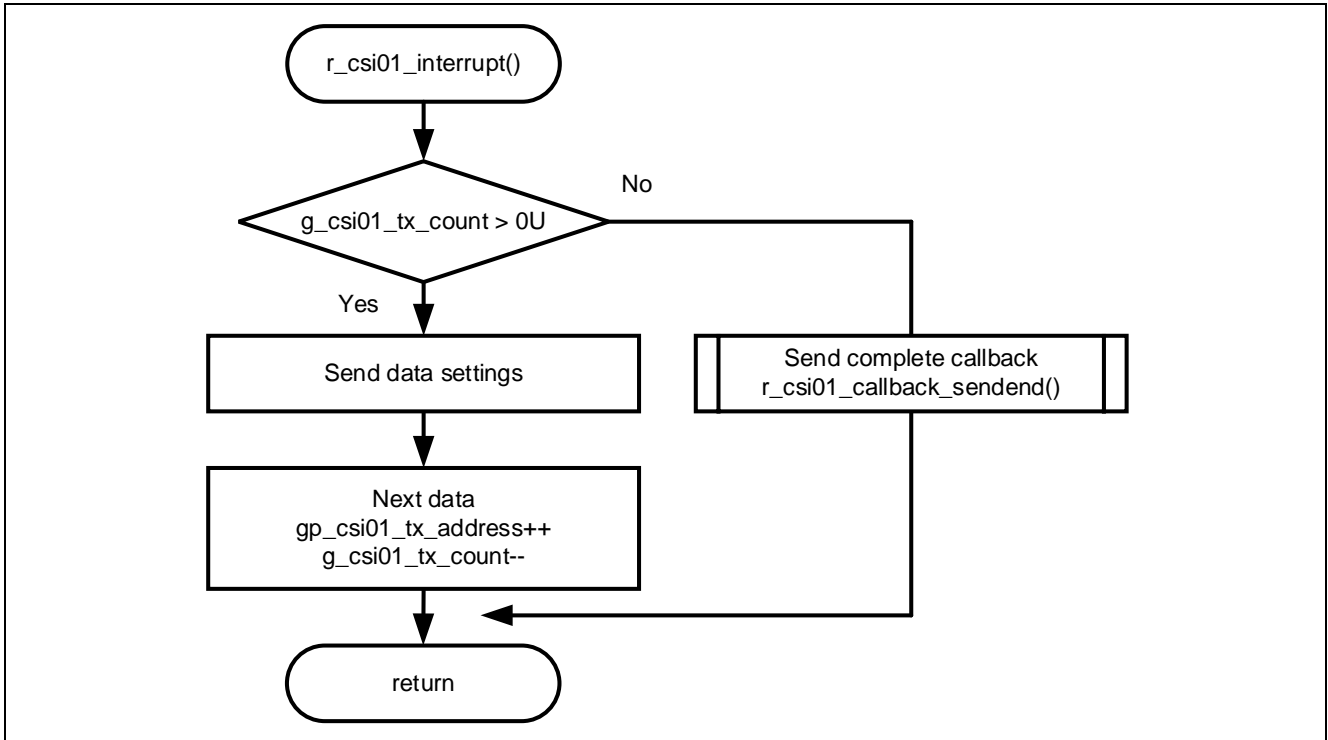 r_csi01_interrupt()
No
g_csi01_tx_count > 0U
Yes
Send data settings
Send complete callback
r_csi01_callback_sendend()
Next data
gp_csi01_tx_address++
g_csi01_tx_count--
return